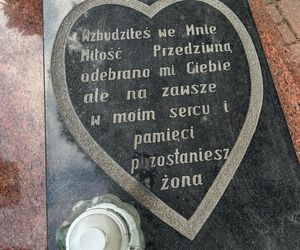 Wzbudziłeś we Mnie
Miłość Przedziwną
odebrano mi Ciebie
ale na zawsze
w moim sercu i
pamięci
pozostaniesz
żona